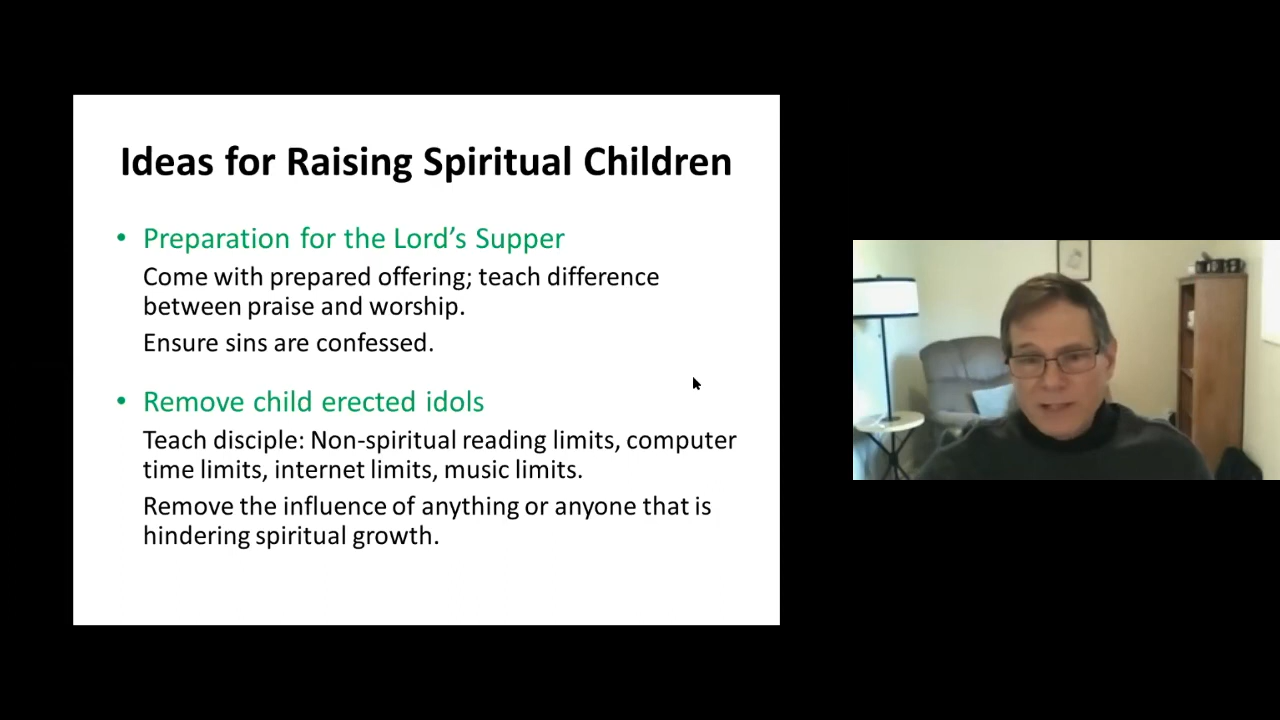 Ideas for Raising Spiritual Children
• Preparation for the Lord’s Supper
Come with prepared offering; teach difference
between praise and worship.
Ensure sins are confessed.
• Remove child erected idols
Teach disciple: Non-spiritual reading limits, computer
time limits, internet limits, music limits.
Remove the influence of anything or anyone that is
hindering spiritual growth.